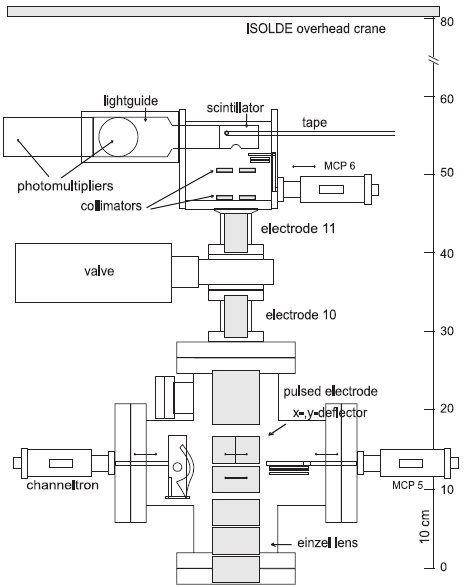 80
ISOLDE overhead crane
60
lightguide
scintillator
tape
photomultipliers
MCP 6
50
collimators
electrode 11
40
valve
electrode 10
30
pulsed electrode
x-,y-deflector
20
channeltron
MCP 5
10
10 cm
einzel lens
0